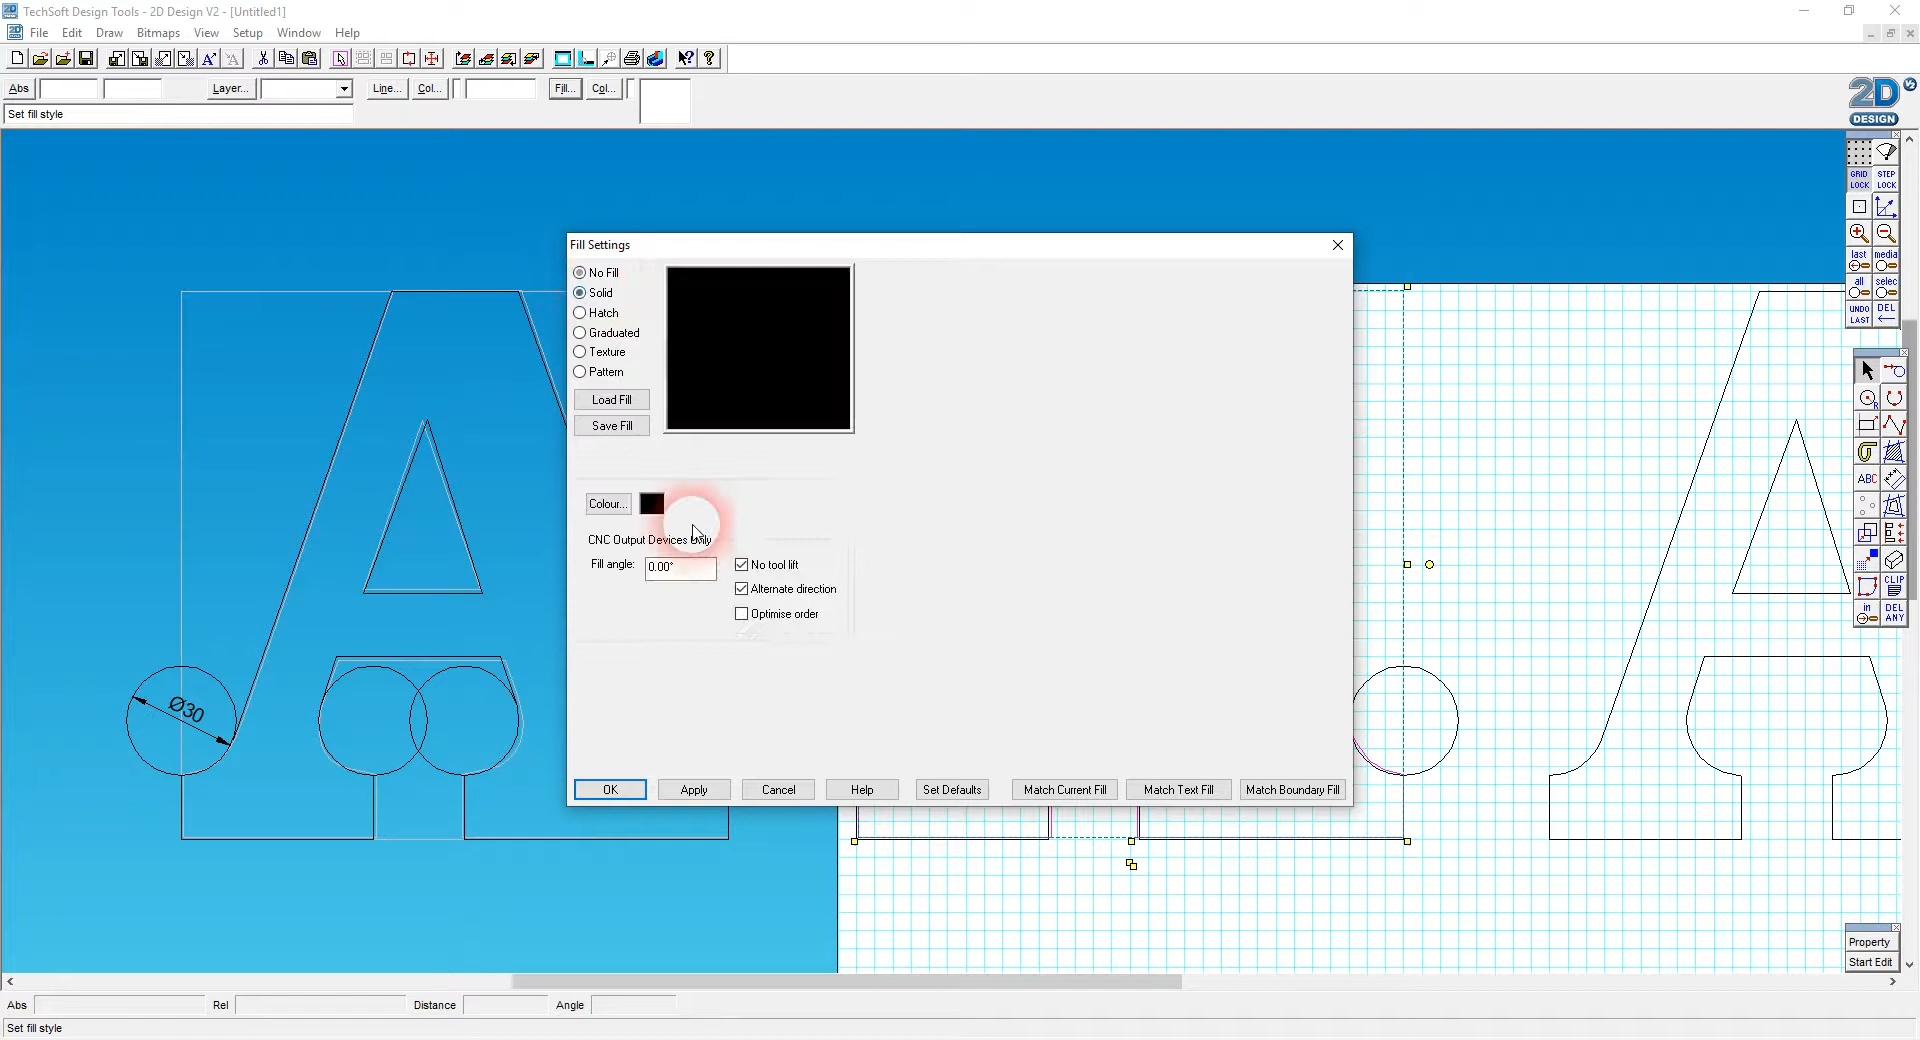 TechSoft Design Tools - 2D Design V2 - [Untitled1]
File Edit Draw Bitmaps View Setup Window Help
Abs Layer... Line... Col... Fill... Col...
Set fill style
2D V2
DESIGN
GRID LOCK STEP LOCK
last media
all selec
UNDO LAST DEL
ABC
CLIP
in DEL ANY
Property
Start Edit
Ø30
Fill Settings
No Fill
Solid
Hatch
Graduated
Texture
Pattern
Load Fill
Save Fill
Colour...
CNC Output Devices Only
Fill angle: 0.00° No tool lift
Alternate direction
Optimise order
OK Apply Cancel Help Set Defaults Match Current Fill Match Text Fill Match Boundary Fill
Abs Rel Distance Angle
Set fill style